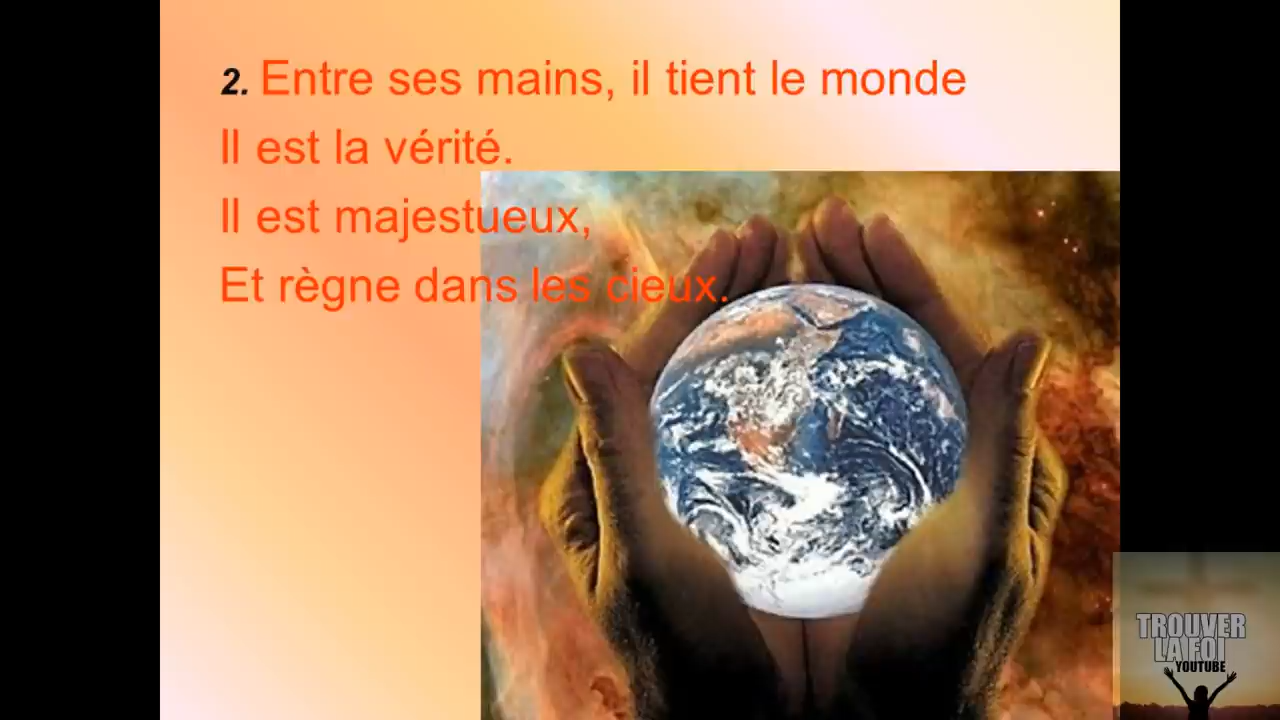 2. Entre ses mains, il tient le monde
Il est la vérité.
Il est majestueux,
Et règne dans les cieux.
TROUVER
LA FOI
YOUTUBE